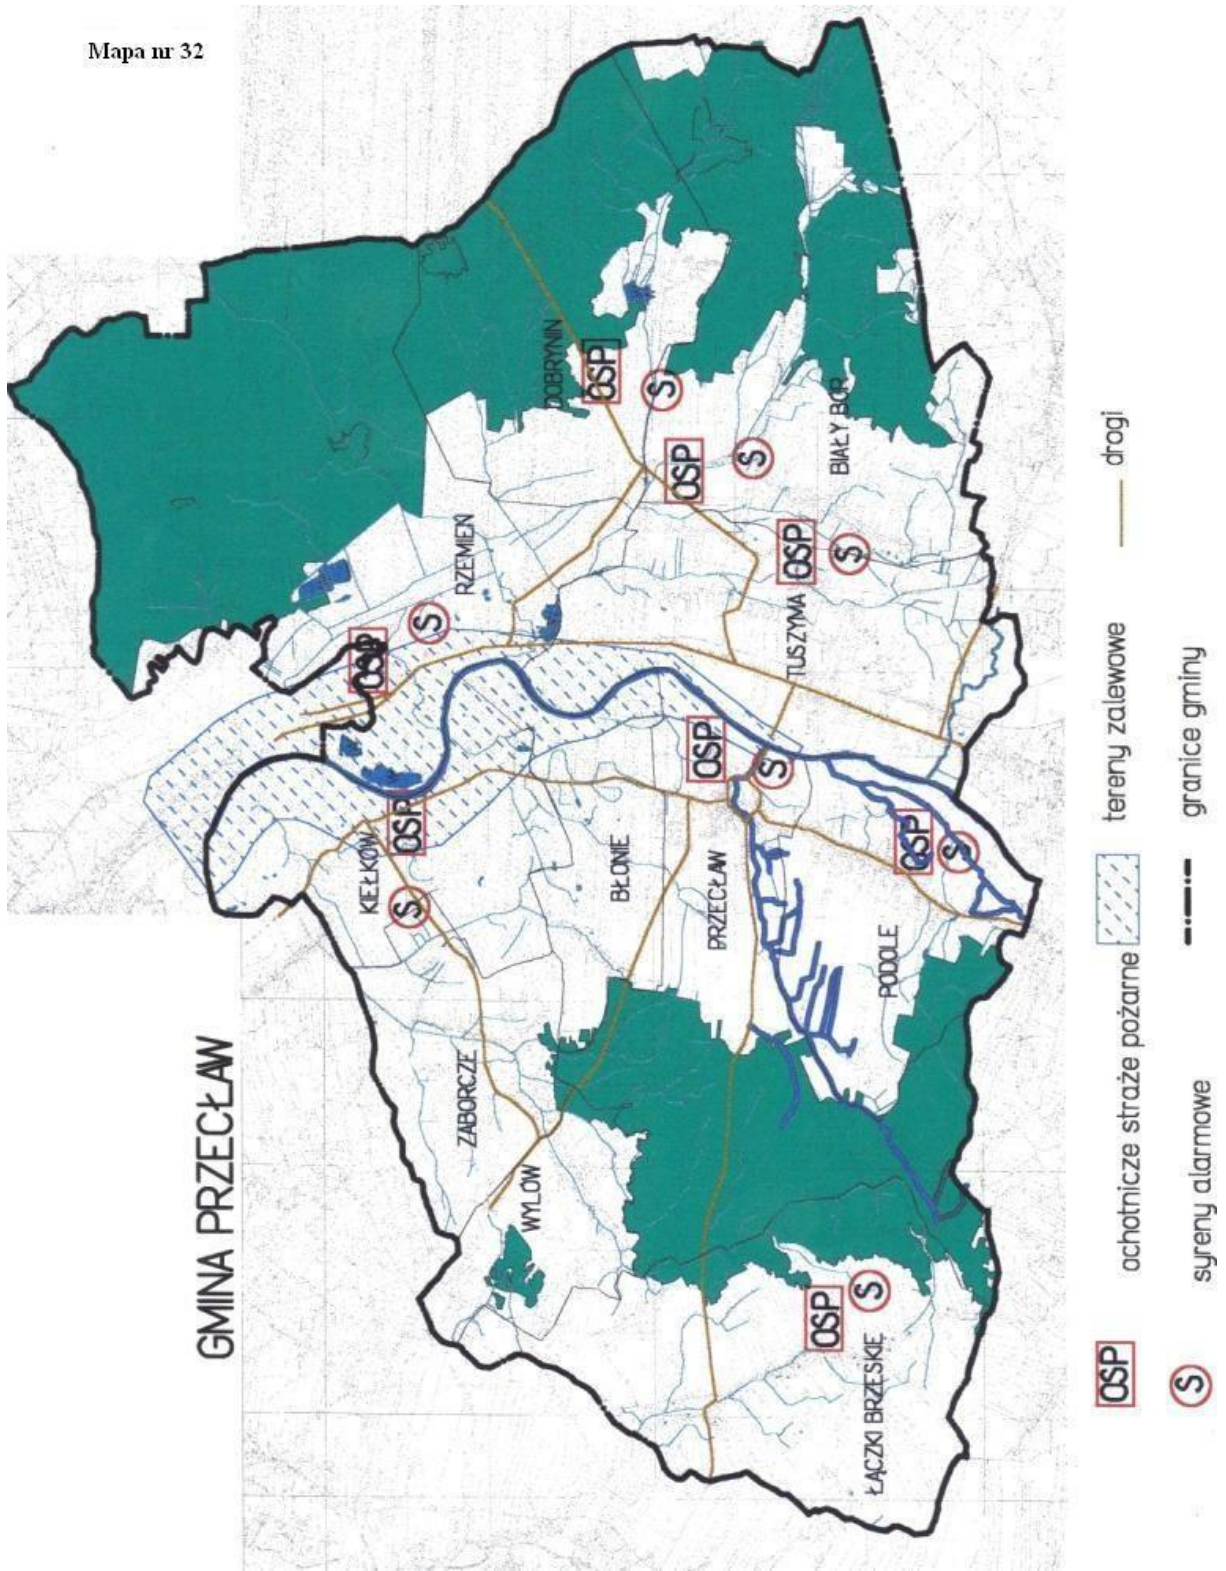 Mapa nr 32
GMINA PRZECŁAW
DOBRYNIN
OSP
S
OSP
S
BIAŁY BÓR
RZEMIEŃ
OSP
S
OSP
S
TUSZYMA
OSP
S
KIEŁKÓW
OSP
S
BŁONIE
PRZECŁAW
OSP
S
PODOLE
ZABORCZE
WYLÓW
OSP
S
ŁĄCZKI BRZESKIE
OSP
ochotnicze straże pożarne
tereny zalewowe
drogi
S
syreny alarmowe
granice gminy